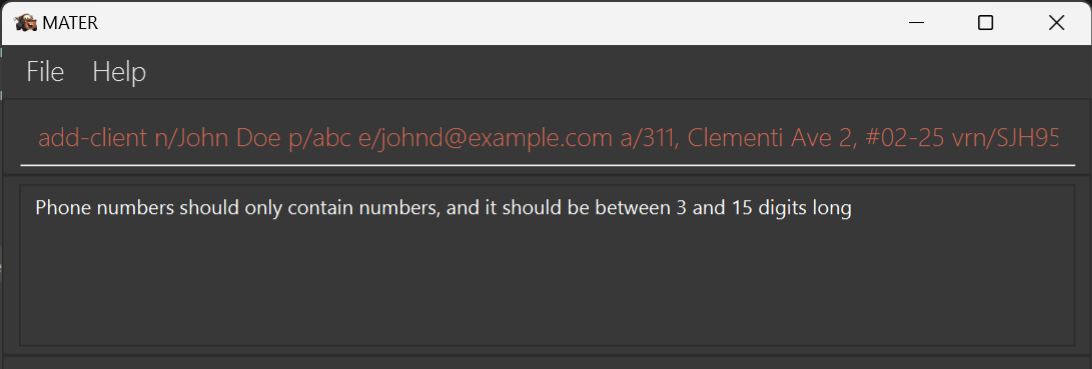 MATER
File Help
add-client n/John Doe p/abc e/johnd@example.com a/311, Clementi Ave 2, #02-25 vrn/SJH95
Phone numbers should only contain numbers, and it should be between 3 and 15 digits long